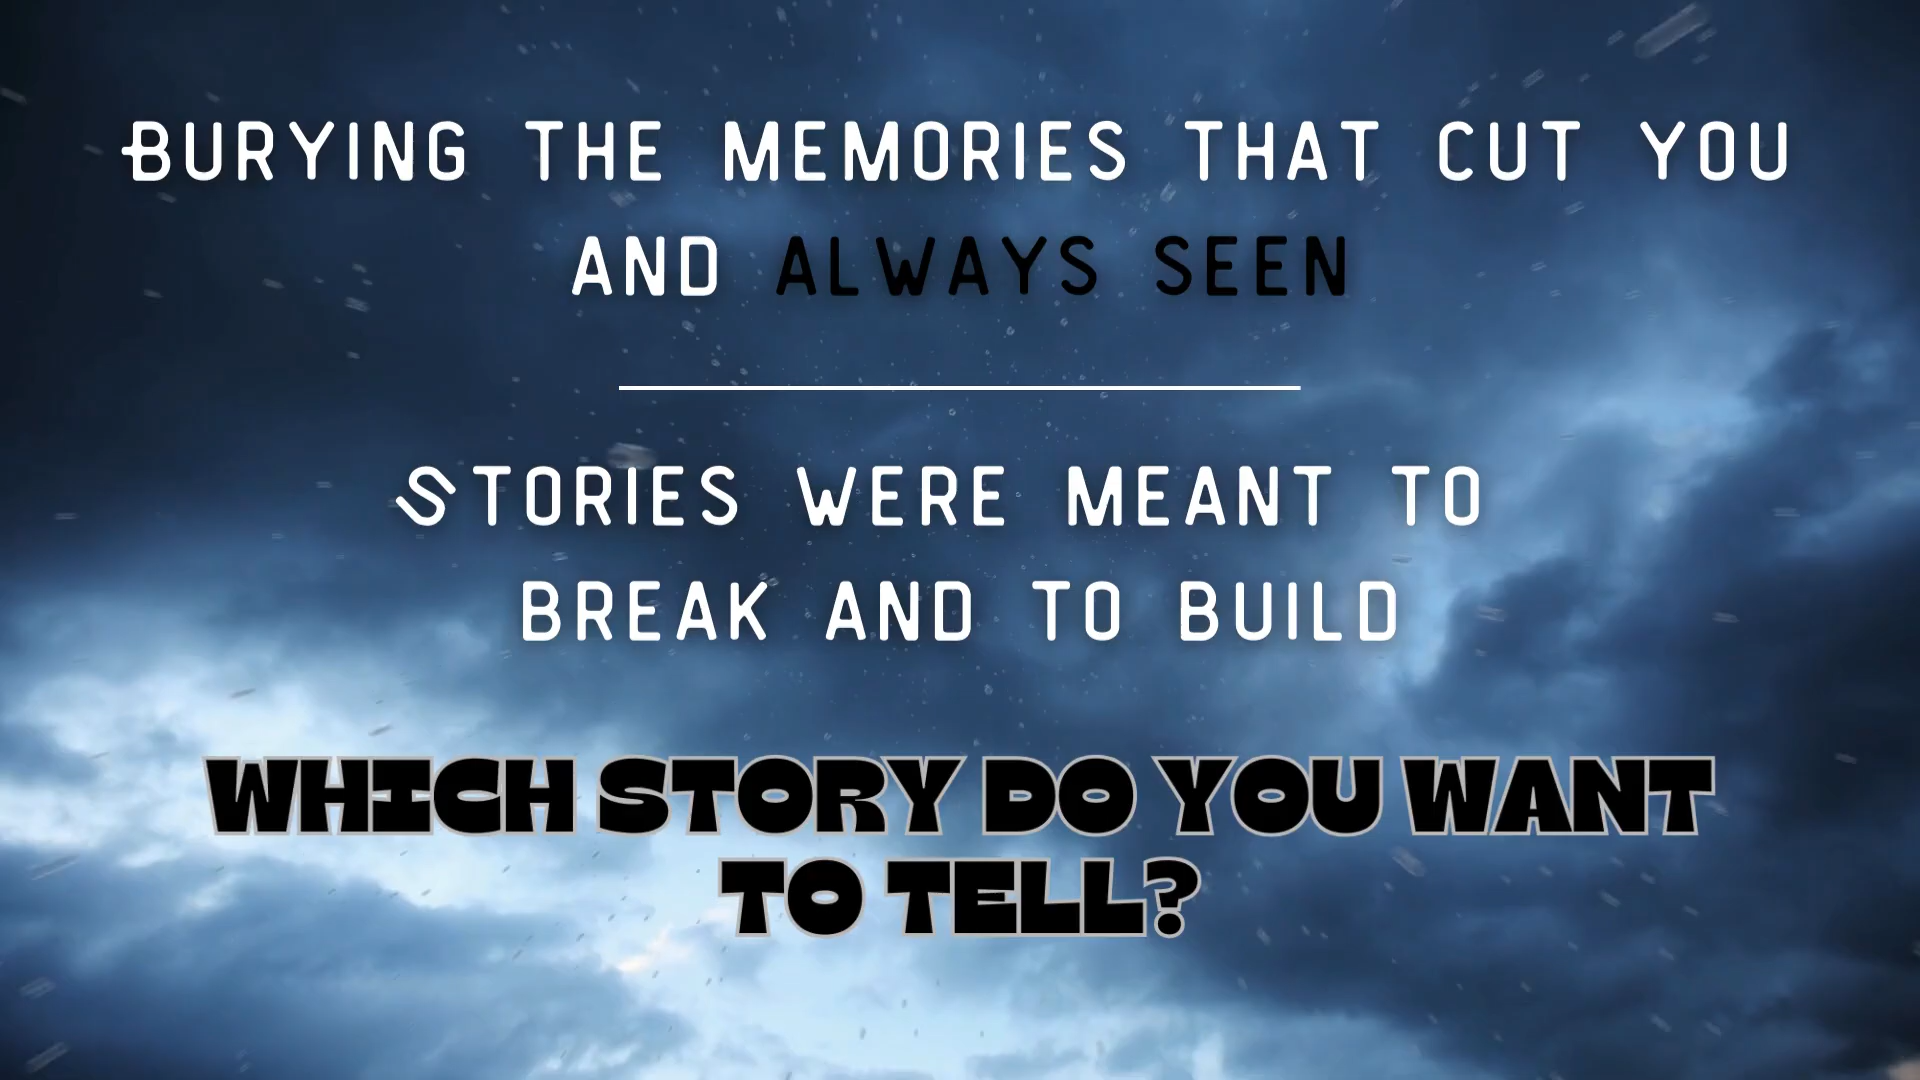 BURYING THE MEMORIES THAT CUT YOU
AND ALWAYS SEEN
STORIES WERE MEANT TO
BREAK AND TO BUILD
WHICH STORY DO YOU WANT
TO TELL?